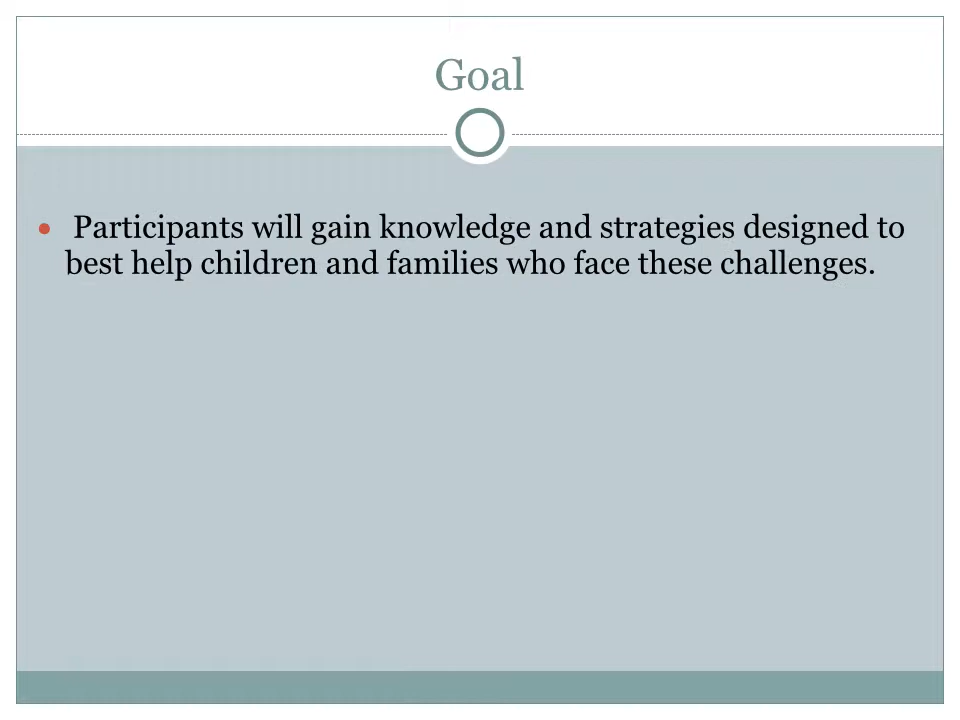 Goal
• Participants will gain knowledge and strategies designed to
best help children and families who face these challenges.